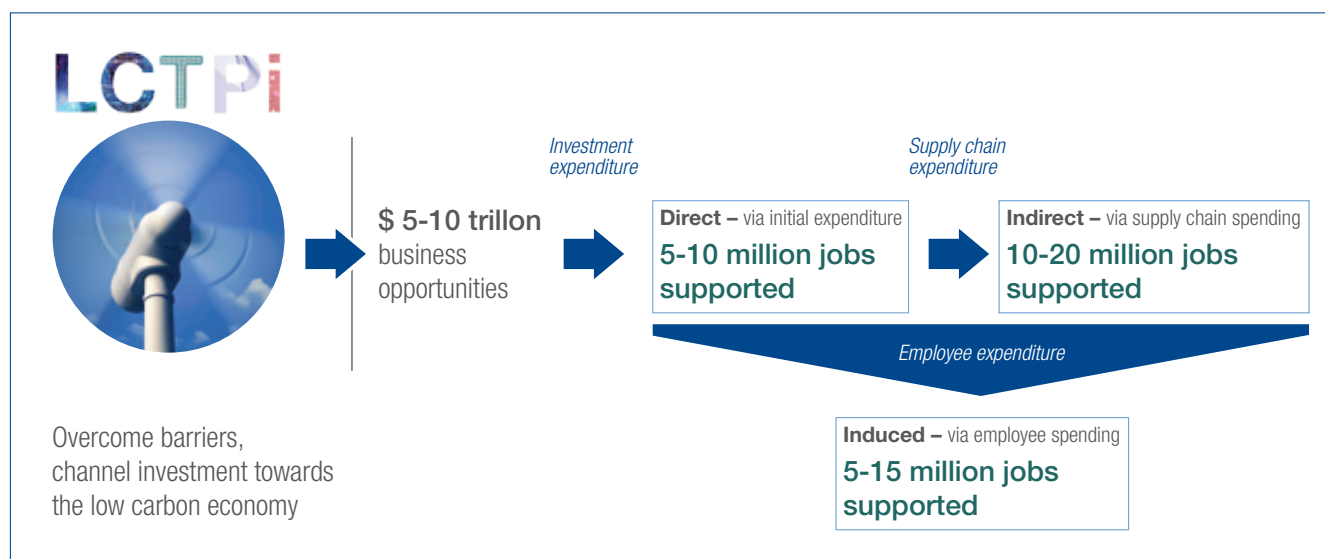 LCTPi
Investment
expenditure
Supply chain
expenditure
$ 5-10 trillon
business
opportunities
Direct – via initial expenditure
5-10 million jobs
supported
Indirect – via supply chain spending
10-20 million jobs
supported
Employee expenditure
Overcome barriers,
channel investment towards
the low carbon economy
Induced – via employee spending
5-15 million jobs
supported